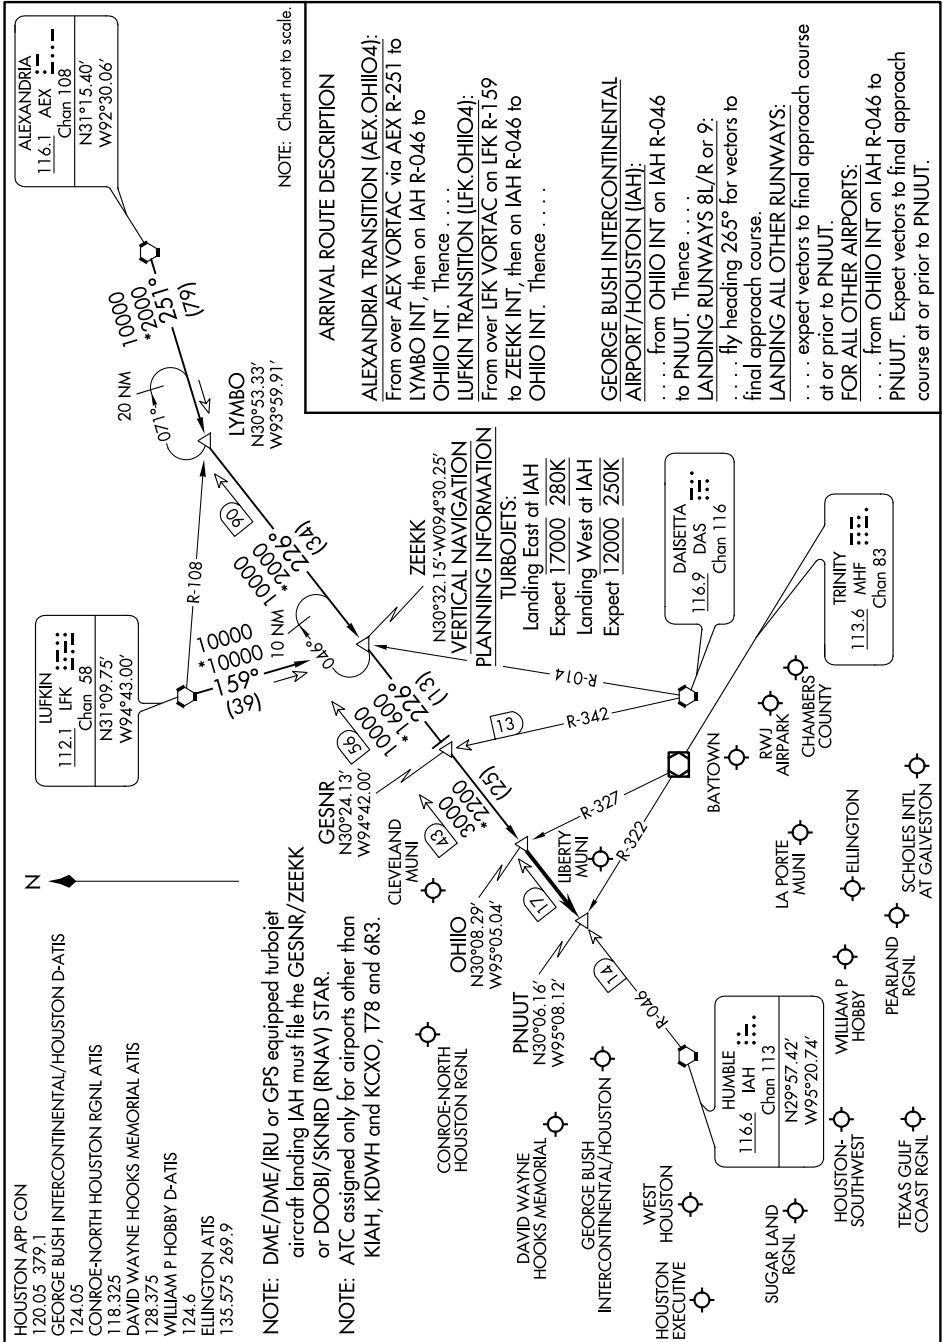 HOUSTON APP CON
120.05 379.1
GEORGE BUSH INTERCONTINENTAL/HOUSTON D-ATIS
124.05
CONROE-NORTH HOUSTON RGNL ATIS
118.325
DAVID WAYNE HOOKS MEMORIAL ATIS
128.375
WILLIAM P HOBBY D-ATIS
124.6
ELLINGTON ATIS
135.575 269.9
N
NOTE: DME/DME/IRU or GPS equipped turbojet
aircraft landing IAH must file the GESNR/ZEEKK
or DOOBI/SKNRD (RNAV) STAR.
NOTE: ATC assigned only for airports other than
KIAH, KDWH and KCXO, T78 and 6R3.
LUFKIN
112.1 LFK
Chan 58
N31°09.75'
W94°43.00'
ALEXANDRIA
116.1 AEX
Chan 108
N31°15.40'
W92°30.06'
NOTE: Chart not to scale.
10000
*2000
251°
(79)
20 NM
071°
LYMBO
N30°53.33'
W93°59.91'
R-108
90
10000
*2000
226°
(34)
10000
*10000
159°
(39)
10 NM
046°
ZEEKK
N30°32.15'-W094°30.25'
VERTICAL NAVIGATION
PLANNING INFORMATION
TURBOJETS:
Landing East at IAH
Expect 17000 280K
Landing West at IAH
Expect 12000 250K
56
10000
*1600
226°
(13)
R-014
GESNR
N30°24.13'
W94°42.00'
13
R-342
DAISETTA
116.9 DAS
Chan 116
43
3000
*2200
(25)
CLEVELAND
MUNI
OHIIO
N30°08.29'
W95°05.04'
17
LIBERTY
MUNI
R-327
R-322
BAYTOWN
RWJ
AIRPARK
CHAMBERS
COUNTY
TRINITY
113.6 MHF
Chan 83
PNUUT
N30°06.16'
W95°08.12'
14
R-046
HUMBLE
116.6 IAH
Chan 113
N29°57.42'
W95°20.74'
CONROE-NORTH
HOUSTON RGNL
DAVID WAYNE
HOOKS MEMORIAL
GEORGE BUSH
INTERCONTINENTAL/HOUSTON
WEST
HOUSTON
HOUSTON
EXECUTIVE
SUGAR LAND
RGNL
HOUSTON-
SOUTHWEST
TEXAS GULF
COAST RGNL
WILLIAM P
HOBBY
PEARLAND
RGNL
LA PORTE
MUNI
ELLINGTON
SCHOLES INTL
AT GALVESTON
ARRIVAL ROUTE DESCRIPTION
ALEXANDRIA TRANSITION (AEX.OHIIO4):
From over AEX VORTAC via AEX R-251 to
LYMBO INT, then on IAH R-046 to
OHIIO INT. Thence . . . .
LUFKIN TRANSITION (LFK.OHIIO4):
From over LFK VORTAC on LFK R-159
to ZEEKK INT, then on IAH R-046 to
OHIIO INT. Thence . . . .
GEORGE BUSH INTERCONTINENTAL
AIRPORT/HOUSTON (IAH):
. . . . from OHIIO INT on IAH R-046
to PNUUT. Thence . . . .
LANDING RUNWAYS 8L/R or 9:
. . . . fly heading 265° for vectors to
final approach course.
LANDING ALL OTHER RUNWAYS:
. . . . expect vectors to final approach course
at or prior to PNUUT.
FOR ALL OTHER AIRPORTS:
. . . . from OHIIO INT on IAH R-046 to
PNUUT. Expect vectors to final approach
course at or prior to PNUUT.